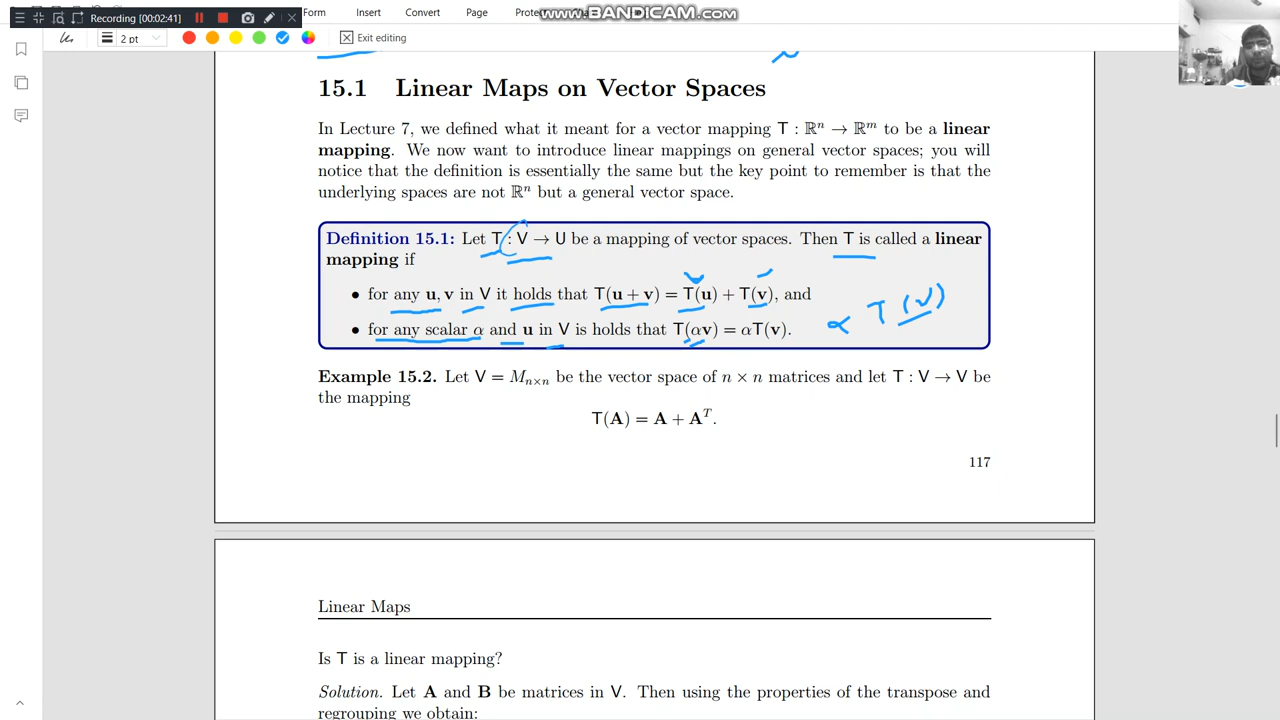 Recording [00:02:41]
Form Insert Convert Page Prote
www.BANDICAM.com
2 pt
Exit editing
15.1 Linear Maps on Vector Spaces
In Lecture 7, we defined what it meant for a vector mapping T : ℝⁿ → ℝᵐ to be a linear
mapping. We now want to introduce linear mappings on general vector spaces; you will
notice that the definition is essentially the same but the key point to remember is that the
underlying spaces are not ℝⁿ but a general vector space.
Definition 15.1: Let T : V → U be a mapping of vector spaces. Then T is called a linear
mapping if
• for any u, v in V it holds that T(u + v) = T(u) + T(v), and
• for any scalar α and u in V is holds that T(αv) = αT(v).
α T(v)
Example 15.2. Let V = Mₙ×ₙ be the vector space of n × n matrices and let T : V → V be
the mapping
T(A) = A + Aᵀ.
117
Linear Maps
Is T is a linear mapping?
Solution. Let A and B be matrices in V. Then using the properties of the transpose and
regrouping we obtain: